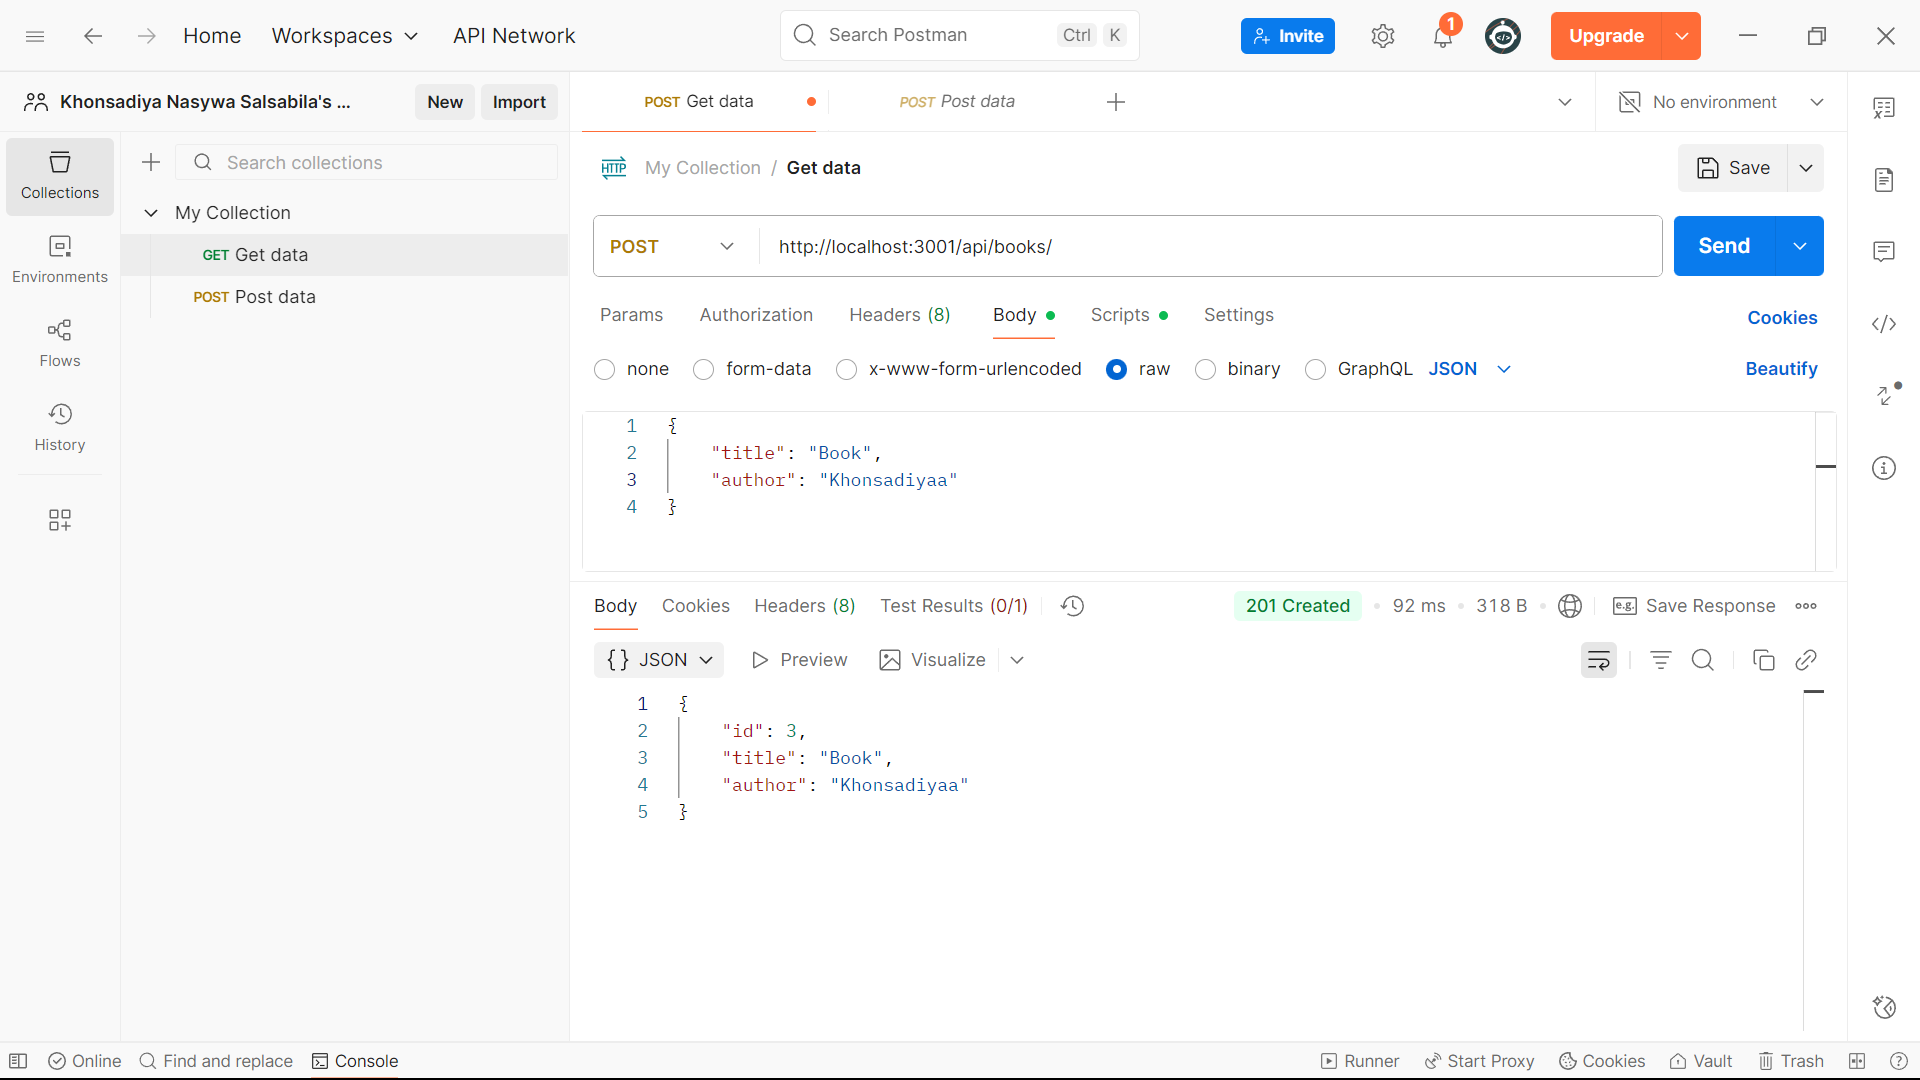 Home Workspaces API Network Search Postman Ctrl K Invite 1 Upgrade
Khonsadiya Nasywa Salsabila's ... New Import POST Get data POST Post data No environment
Collections Search collections HTTP My Collection / Get data Save
My Collection
GET Get data POST http://localhost:3001/api/books/ Send
Environments
POST Post data Params Authorization Headers (8) Body Scripts Settings Cookies
Flows none form-data x-www-form-urlencoded raw binary GraphQL JSON Beautify
History
1 {
2 "title": "Book",
3 "author": "Khonsadiyaa"
4 }
Body Cookies Headers (8) Test Results (0/1) 201 Created 92 ms 318 B e.g. Save Response
{} JSON Preview Visualize
1 {
2 "id": 3,
3 "title": "Book",
4 "author": "Khonsadiyaa"
5 }
Online Find and replace Console Runner Start Proxy Cookies Vault Trash